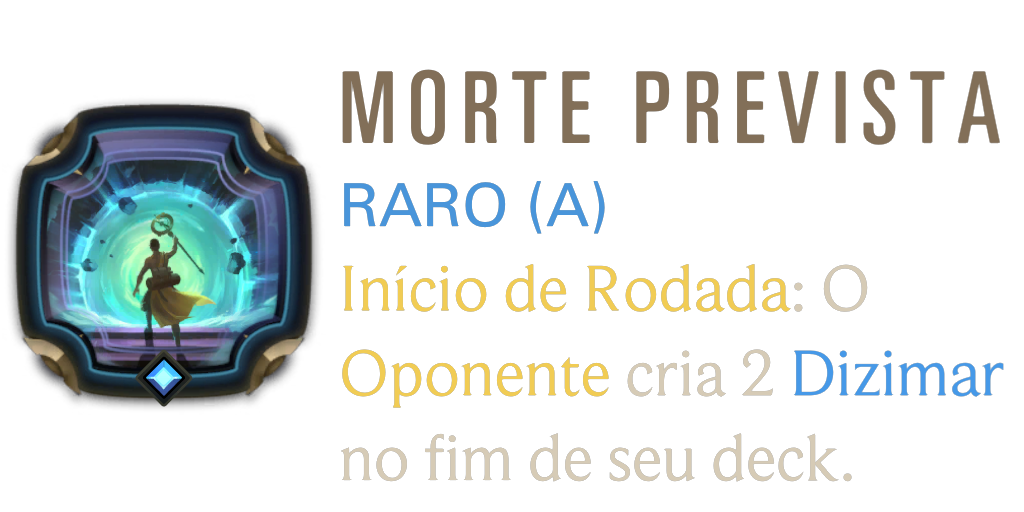 MORTE PREVISTA
RARO (A)
Início de Rodada: O
Oponente cria 2 Dizimar
no fim de seu deck.